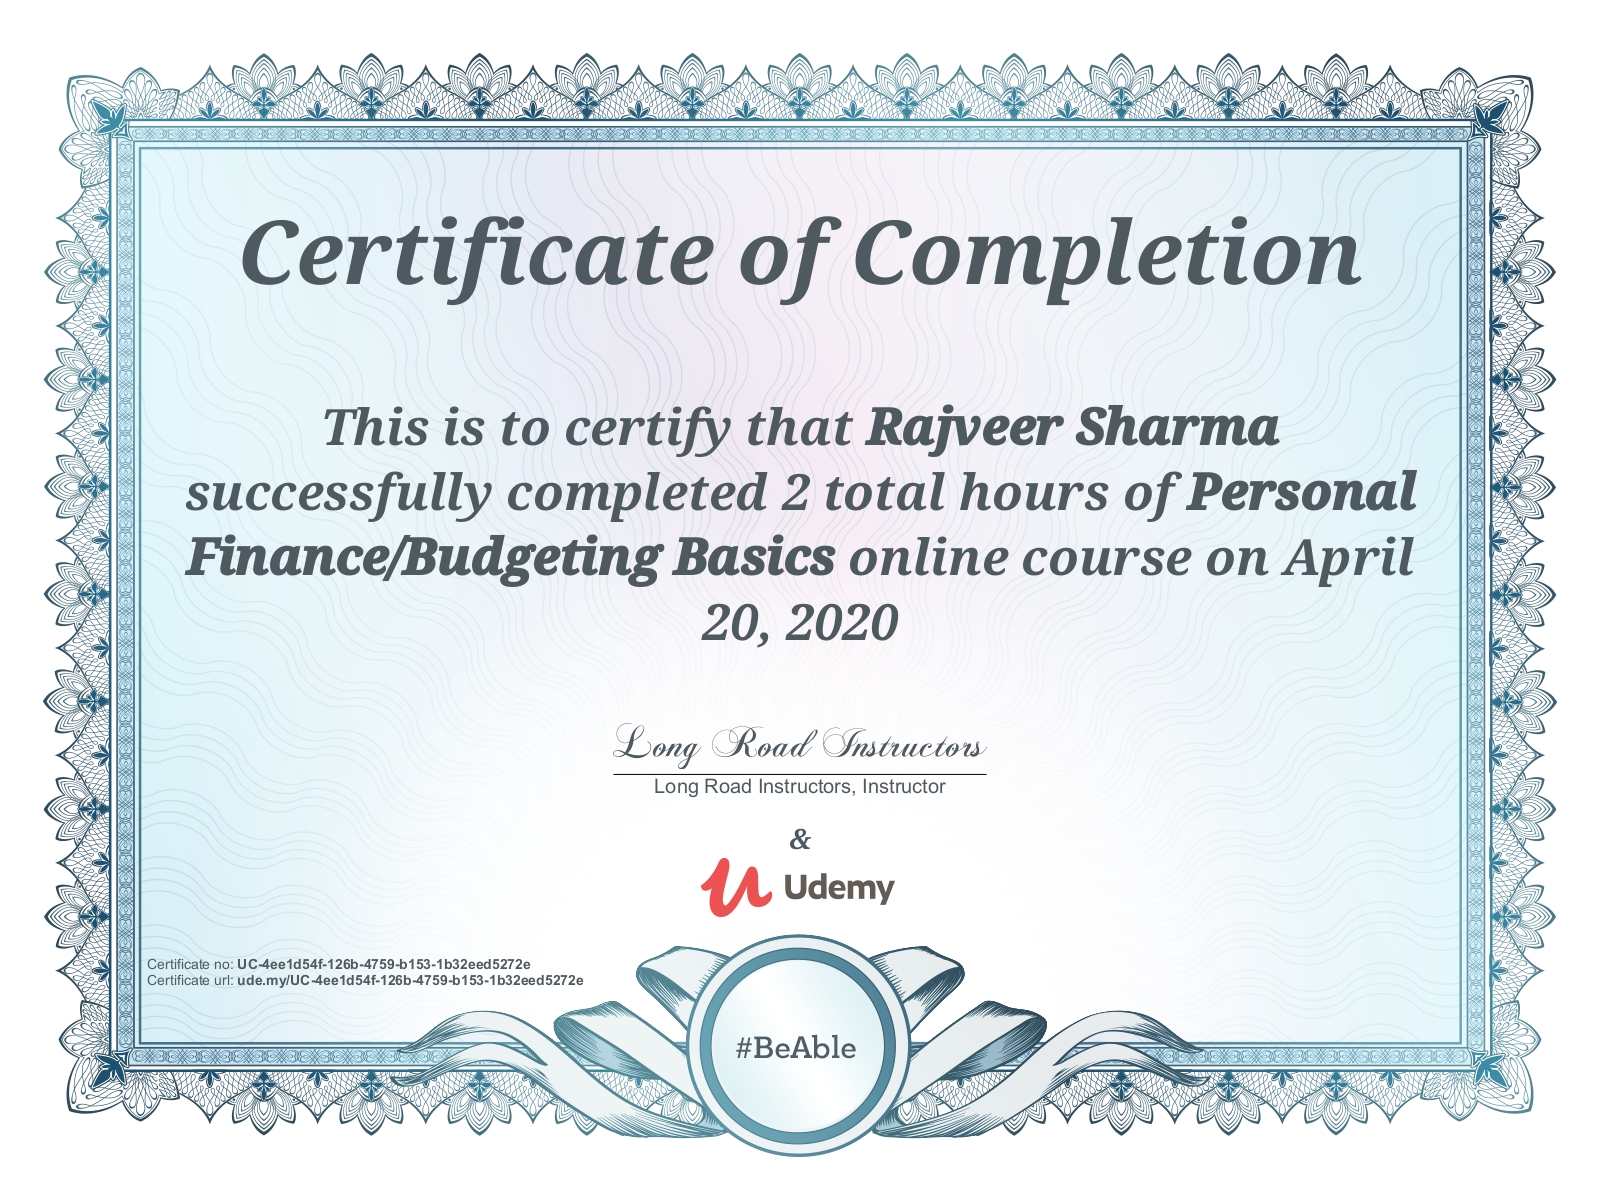 Certificate of Completion
This is to certify that Rajveer Sharma
successfully completed 2 total hours of Personal
Finance/Budgeting Basics online course on April
20, 2020
Long Road Instructors
Long Road Instructors, Instructor
&
Udemy
Certificate no: UC-4ee1d54f-126b-4759-b153-1b32eed5272e
Certificate url: ude.my/UC-4ee1d54f-126b-4759-b153-1b32eed5272e
#BeAble